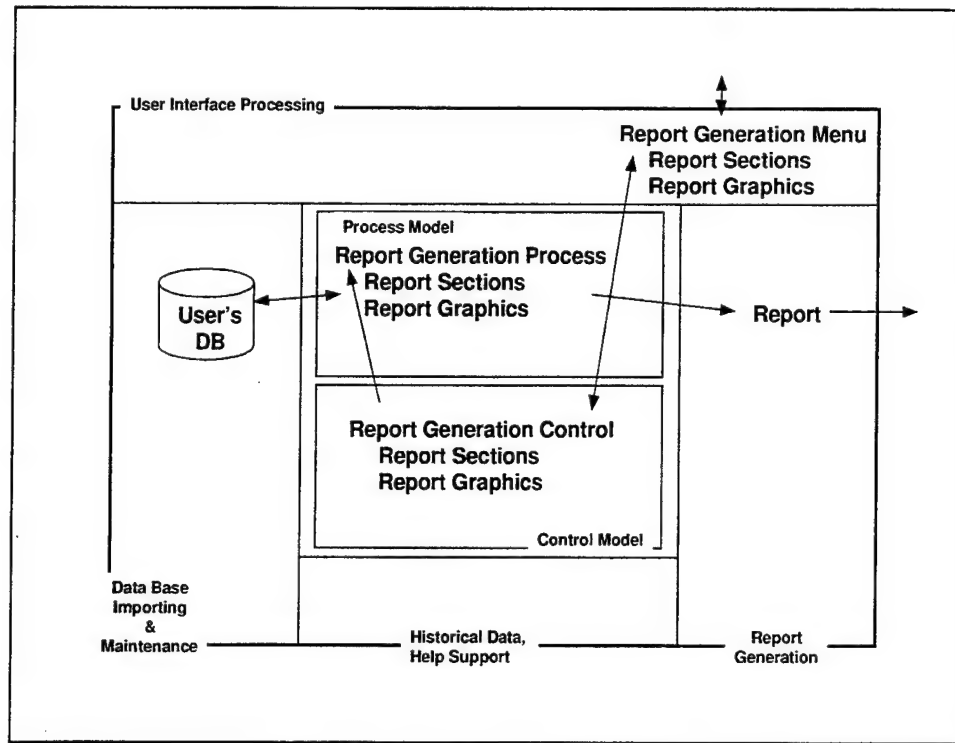 User Interface Processing
Report Generation Menu
Report Sections
Report Graphics
Process Model
Report Generation Process
Report Sections
Report Graphics
User's
DB
Report
Report Generation Control
Report Sections
Report Graphics
Control Model
Data Base
Importing
&
Maintenance
Historical Data,
Help Support
Report
Generation